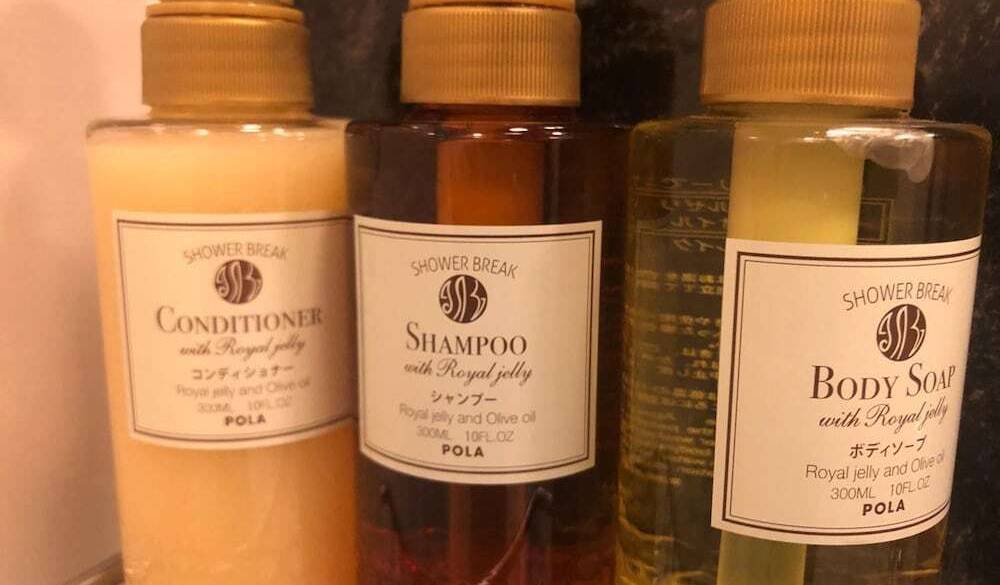 SHOWER BREAK
CONDITIONER
with Royal jelly
コンディショナー
Royal jelly and Olive oil
300ML 10FL.OZ
POLA
SHOWER BREAK
SHAMPOO
with Royal jelly
シャンプー
Royal jelly and Olive oil
300ML 10FL.OZ
POLA
SHOWER BREAK
BODY SOAP
with Royal jelly
ボディソープ
Royal jelly and Olive oil
300ML 10FL.OZ
POLA